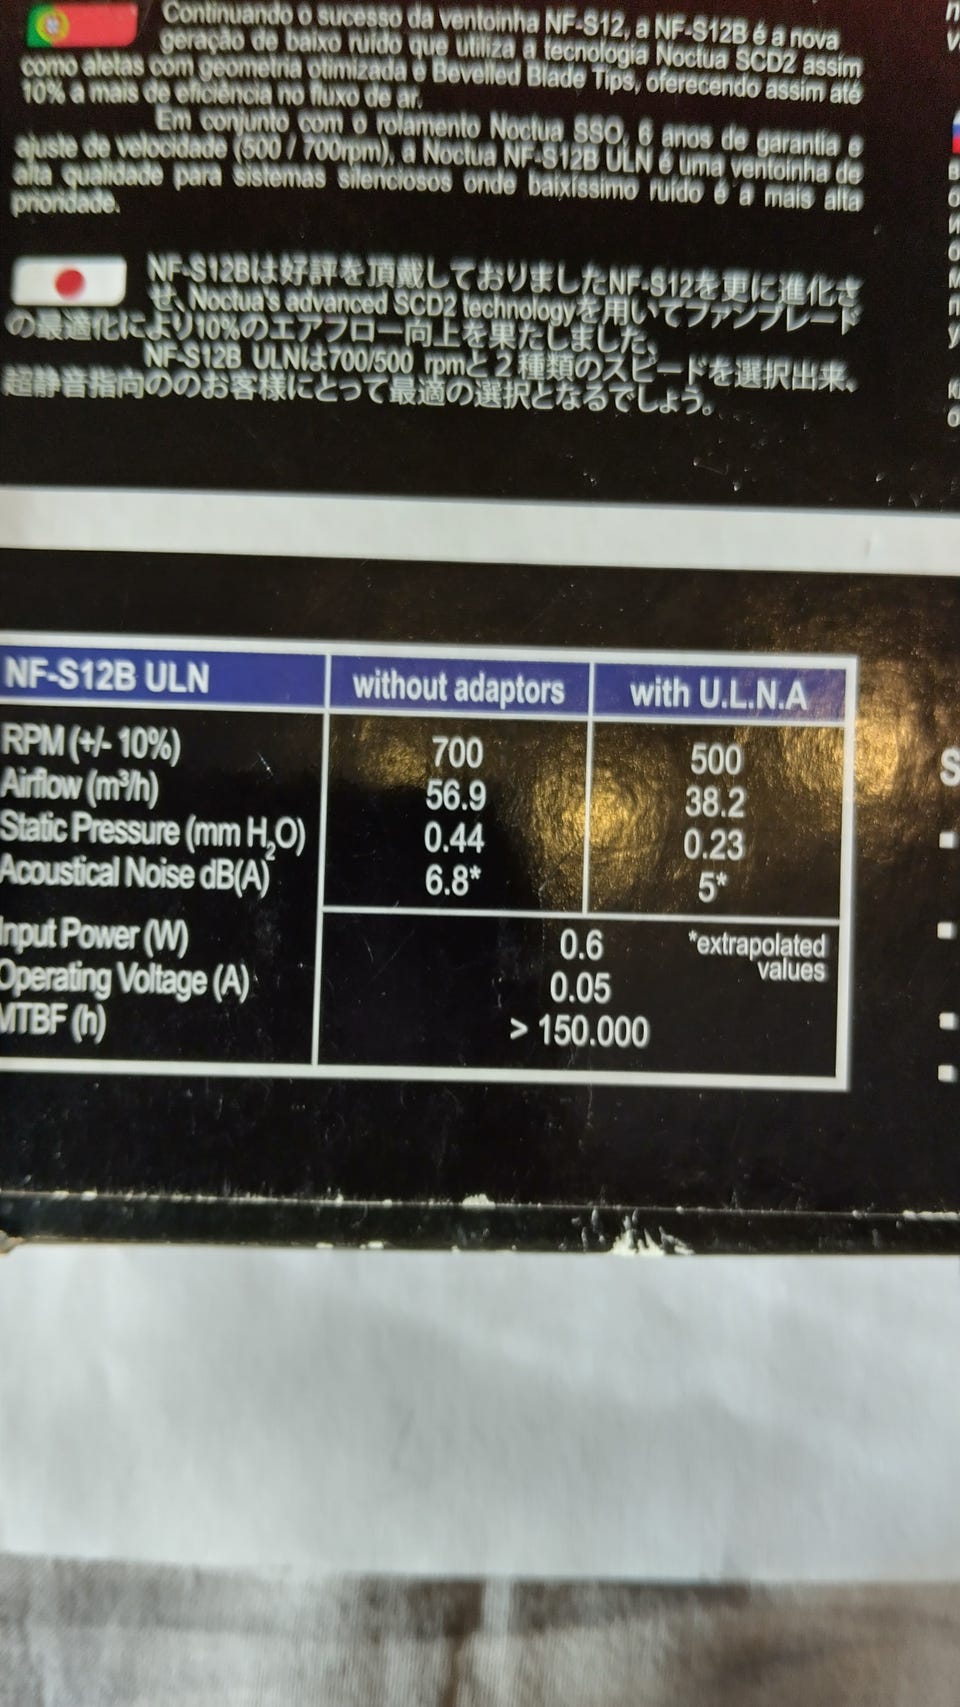 Continuando o sucesso da ventoinha NF-S12, a NF-S12B é a nova
geração de baixo ruído que utiliza a tecnologia Noctua SCD2 assim
como aletas com geometria otimizada e Bevelled Blade Tips, oferecendo assim até
10% a mais de eficiência no fluxo de ar.
Em conjunto com o rolamento Noctua SSO, 6 anos de garantia e
ajuste de velocidade (500 / 700rpm), a Noctua NF-S12B ULN é uma ventoinha de
alta qualidade para sistemas silenciosos onde baixíssimo ruído é a mais alta
prioridade.
NF-S12Bは好評を頂戴しておりましたNF-S12を更に進化さ
せ、Noctua's advanced SCD2 technologyを用いてファンブレード
の最適化により10%のエアフロー向上を果たしました。
NF-S12B ULNは700/500 rpmと2種類のスピードを選択出来、
超静音指向ののお客様にとって最適の選択となるでしょう。
NF-S12B ULN without adaptors with U.L.N.A
RPM (+/- 10%) 700 500
Airflow (m³/h) 56.9 38.2
Static Pressure (mm H₂O) 0.44 0.23
Acoustical Noise dB(A) 6.8* 5*
Input Power (W) 0.6 *extrapolated
values
Operating Voltage (A) 0.05
MTBF (h) > 150.000